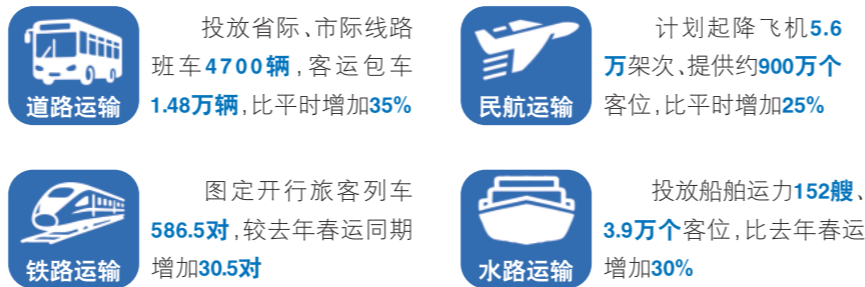 道路运输
投放省际、市际线路
班车4700辆,客运包车
1.48万辆,比平时增加35%
民航运输
计划起降飞机5.6
万架次、提供约900万个
客位,比平时增加25%
铁路运输
图定开行旅客列车
586.5对,较去年春运同期
增加30.5对
水路运输
投放船舶运力152艘、
3.9万个客位,比去年春运
增加30%